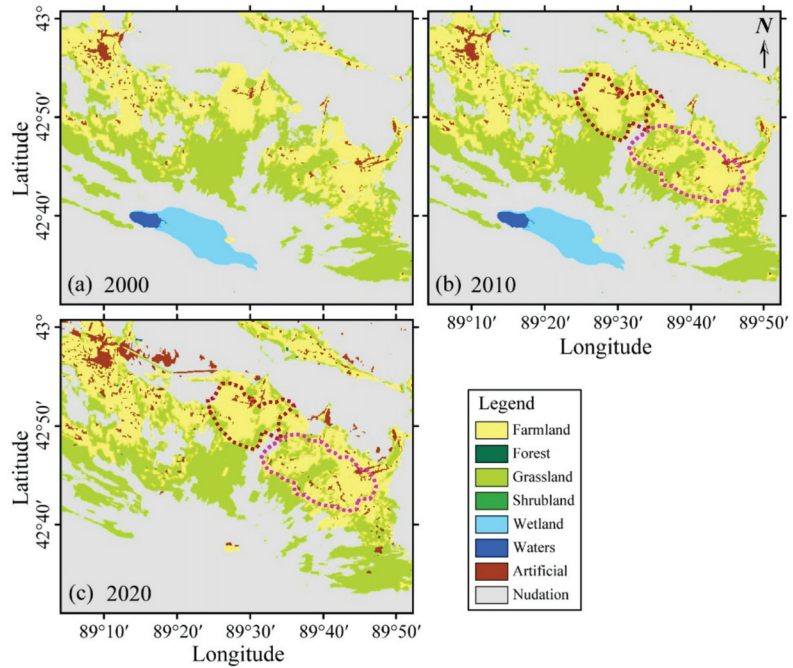 43°
42°50′
42°40′
Latitude
(a) 2000
N
(b) 2010
89°10′ 89°20′ 89°30′ 89°40′ 89°50′
Longitude
43°
42°50′
42°40′
Latitude
(c) 2020
89°10′ 89°20′ 89°30′ 89°40′ 89°50′
Longitude
Legend
Farmland
Forest
Grassland
Shrubland
Wetland
Waters
Artificial
Nudation